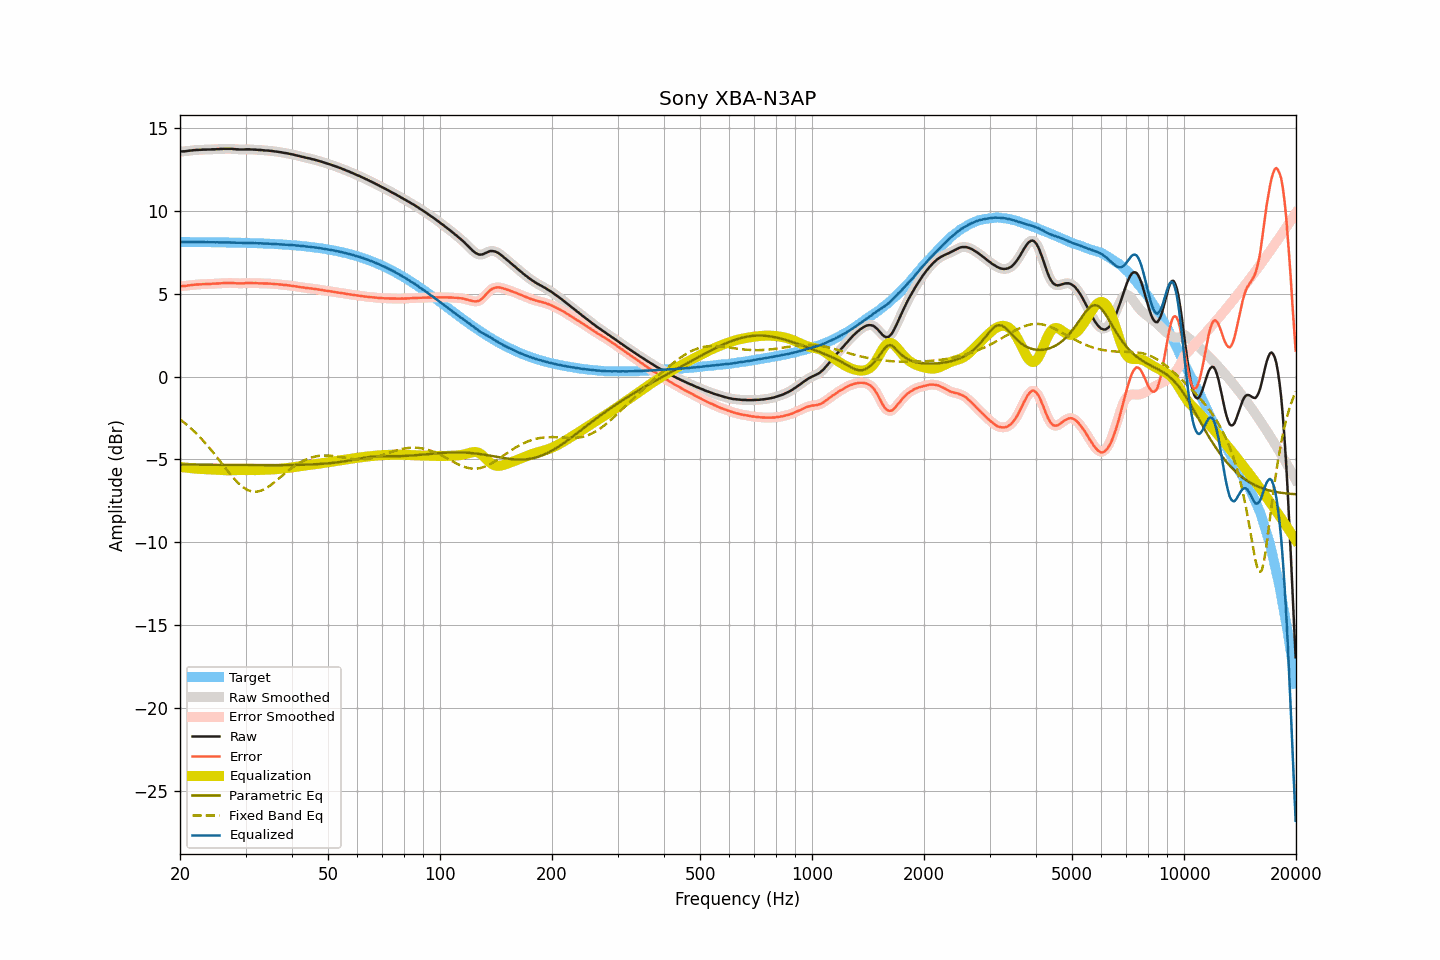 Sony XBA-N3AP
15
10
5
0
−5
−10
−15
−20
−25
Amplitude (dBr)
Target
Raw Smoothed
Error Smoothed
Raw
Error
Equalization
Parametric Eq
Fixed Band Eq
Equalized
20 50 100 200 500 1000 2000 5000 10000 20000
Frequency (Hz)